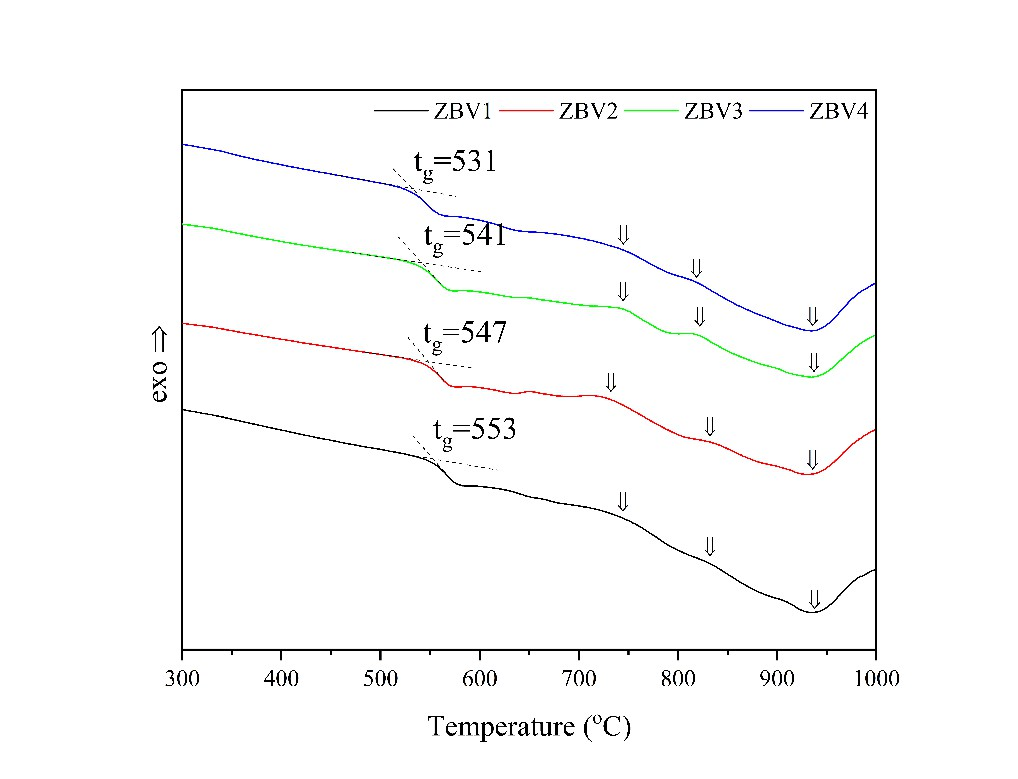 ZBV1 ZBV2 ZBV3 ZBV4
tg=531
tg=541
tg=547
tg=553
exo ⇒
300 400 500 600 700 800 900 1000
Temperature (oC)